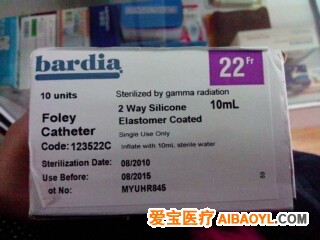 bardia
22 Fr
10 units
Sterilized by gamma radiation
Foley
Catheter
2 Way Silicone
Elastomer Coated
10mL
Code: 123522C
Single Use Only
Inflate with 10mL sterile water
Sterilization Date: 08/2010
Use Before: 08/2015
ot No: MYUHR845
爱宝医疗 AIBAOYL.COM